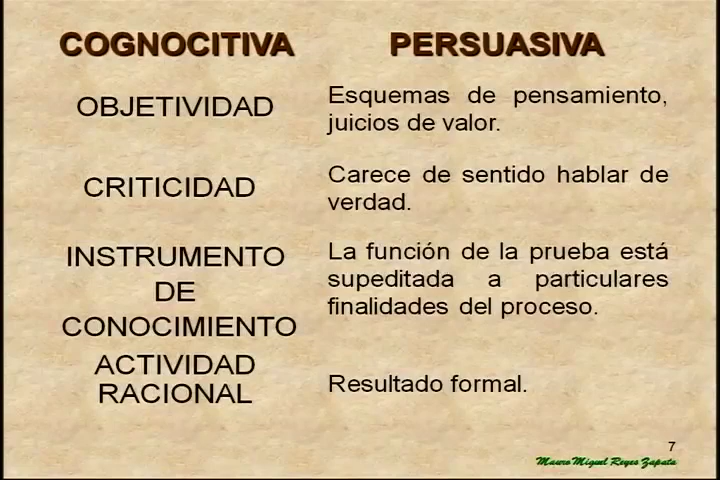 COGNOCITIVA PERSUASIVA
OBJETIVIDAD
Esquemas de pensamiento,
juicios de valor.
CRITICIDAD
Carece de sentido hablar de
verdad.
INSTRUMENTO
DE
CONOCIMIENTO
La función de la prueba está
supeditada a particulares
finalidades del proceso.
ACTIVIDAD
RACIONAL
Resultado formal.
7
Mauro Miguel Reyes Zapata